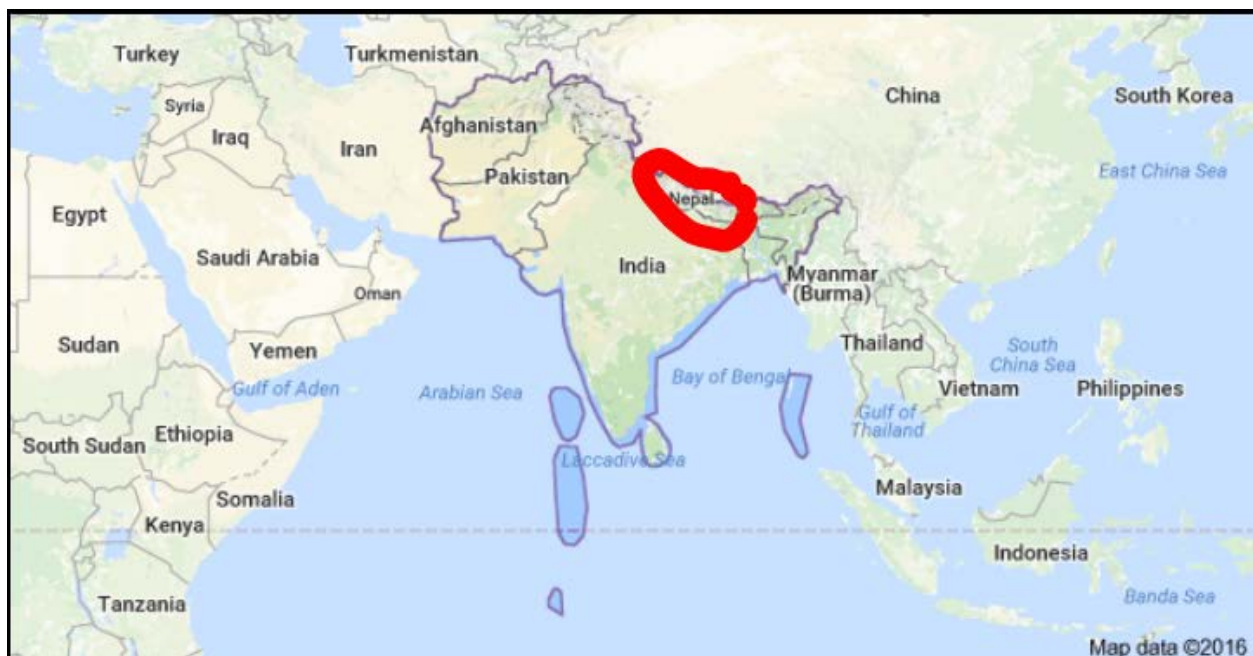 Turkey
Turkmenistan
China
South Korea
Syria
Afghanistan
Iraq
Iran
East China Sea
Pakistan
Nepal
Egypt
Saudi Arabia
India
Myanmar
(Burma)
Oman
Sudan
Yemen
Thailand
South
China Sea
Gulf of Aden
Arabian Sea
Bay of Bengal
Vietnam
Philippines
Gulf of
Thailand
South Sudan
Ethiopia
Laccadive Sea
Malaysia
Somalia
Kenya
Indonesia
Tanzania
Banda Sea
Map data ©2016